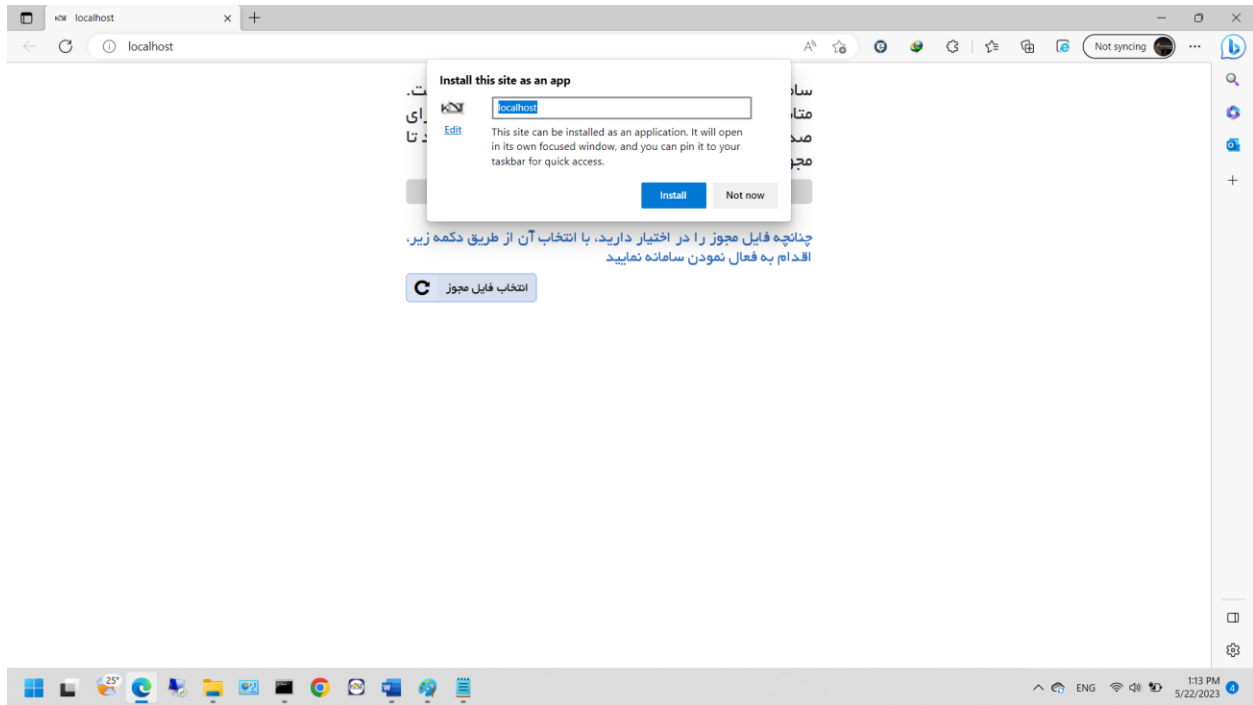 localhost
localhost
Not syncing
Install this site as an app
localhost
Edit
This site can be installed as an application. It will open
in its own focused window, and you can pin it to your
taskbar for quick access.
Install
Not now
چنانچه فایل مجوز را در اختیار دارید، با انتخاب آن از طریق دکمه زیر،
اقدام به فعال نمودن سامانه نمایید
انتخاب فایل مجوز
25°
ENG
1:13 PM
5/22/2023
4